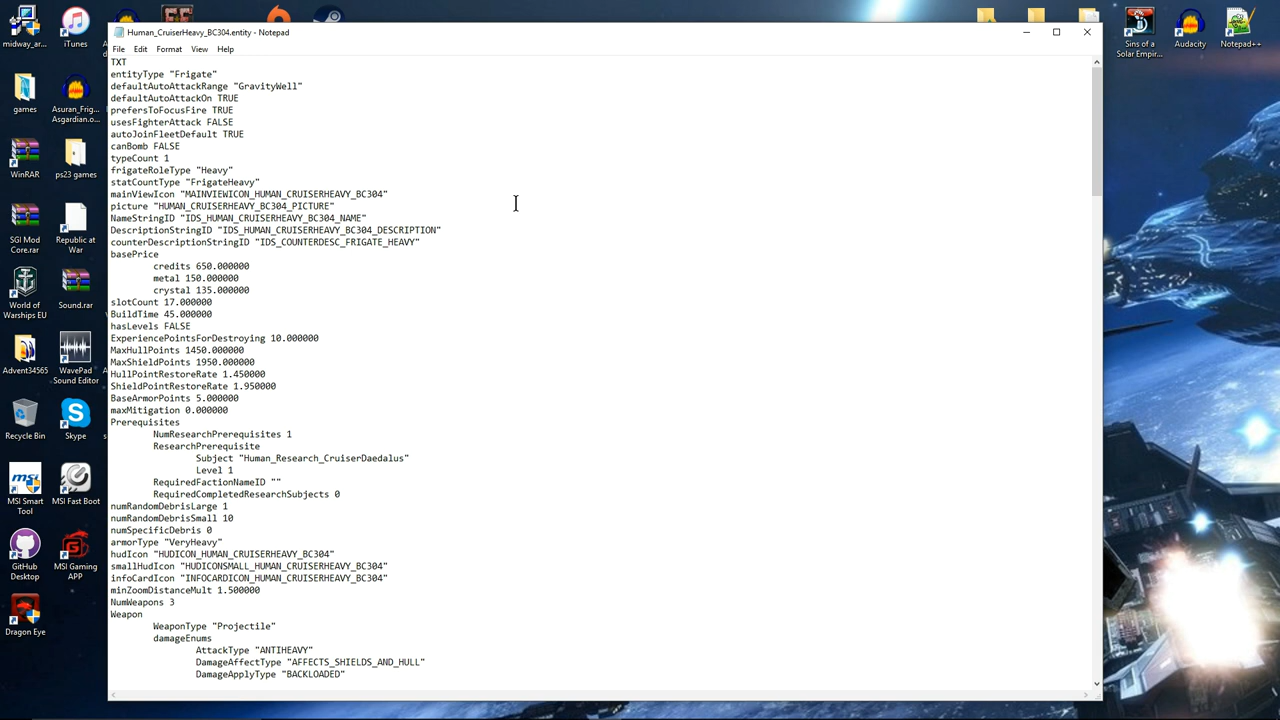 Human_CruiserHeavy_BC304.entity - Notepad
File Edit Format View Help
TXT
entityType "Frigate"
defaultAutoAttackRange "GravityWell"
defaultAutoAttackOn TRUE
prefersToFocusFire TRUE
usesFighterAttack FALSE
autoJoinFleetDefault TRUE
canBomb FALSE
typeCount 1
frigateRoleType "Heavy"
statCountType "FrigateHeavy"
mainViewIcon "MAINVIEWICON_HUMAN_CRUISERHEAVY_BC304"
picture "HUMAN_CRUISERHEAVY_BC304_PICTURE"
NameStringID "IDS_HUMAN_CRUISERHEAVY_BC304_NAME"
DescriptionStringID "IDS_HUMAN_CRUISERHEAVY_BC304_DESCRIPTION"
counterDescriptionStringID "IDS_COUNTERDESC_FRIGATE_HEAVY"
basePrice
credits 650.000000
metal 150.000000
crystal 135.000000
slotCount 17.000000
BuildTime 45.000000
hasLevels FALSE
ExperiencePointsForDestroying 10.000000
MaxHullPoints 1450.000000
MaxShieldPoints 1950.000000
HullPointRestoreRate 1.450000
ShieldPointRestoreRate 1.950000
BaseArmorPoints 5.000000
maxMitigation 0.000000
Prerequisites
NumResearchPrerequisites 1
ResearchPrerequisite
Subject "Human_Research_CruiserDaedalus"
Level 1
RequiredFactionNameID ""
RequiredCompletedResearchSubjects 0
numRandomDebrisLarge 1
numRandomDebrisSmall 10
numSpecificDebris 0
armorType "VeryHeavy"
hudIcon "HUDICON_HUMAN_CRUISERHEAVY_BC304"
smallHudIcon "HUDICONSMALL_HUMAN_CRUISERHEAVY_BC304"
infoCardIcon "INFOCARDICON_HUMAN_CRUISERHEAVY_BC304"
minZoomDistanceMult 1.500000
NumWeapons 3
Weapon
WeaponType "Projectile"
damageEnums
AttackType "ANTIHEAVY"
DamageAffectType "AFFECTS_SHIELDS_AND_HULL"
DamageApplyType "BACKLOADED"
midway_ar...
iTunes
games
Asuran_Frig...
Asgardian.o...
WinRAR
ps23 games
SGI Mod
Core.rar
Republic at
War
World of
Warships EU
Sound.rar
Advent34565
WavePad
Sound Editor
Recycle Bin
Skype
MSI Smart
Tool
MSI Fast Boot
GitHub
Desktop
MSI Gaming
APP
Dragon Eye
Sins of a
Solar Empir...
Audacity
Notepad++